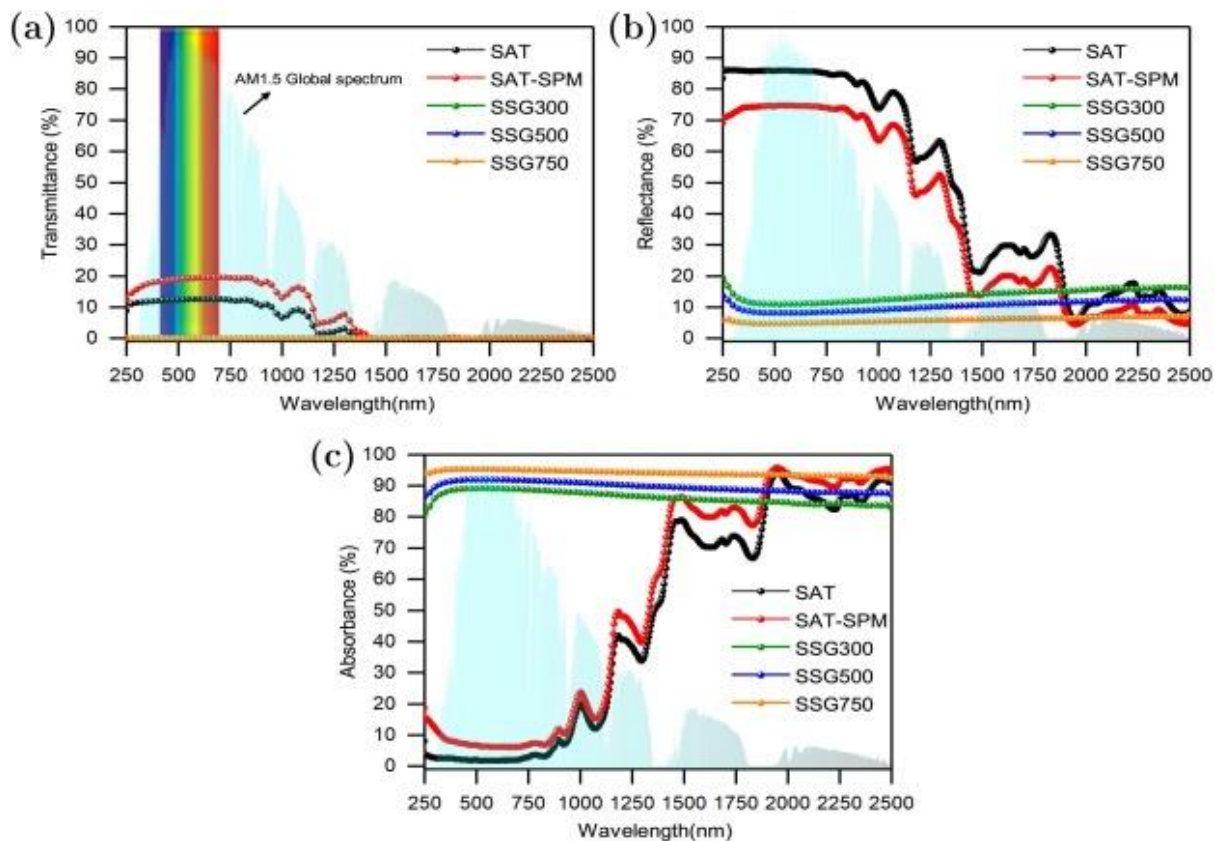 (a)
Transmittance (%)
100
90
80
70
60
50
40
30
20
10
0
SAT
SAT-SPM
SSG300
SSG500
SSG750
AM1.5 Global spectrum
250 500 750 1000 1250 1500 1750 2000 2250 2500
Wavelength(nm)
(b)
Reflectance (%)
100
90
80
70
60
50
40
30
20
10
0
SAT
SAT-SPM
SSG300
SSG500
SSG750
250 500 750 1000 1250 1500 1750 2000 2250 2500
Wavelength(nm)
(c)
Absorbance (%)
100
90
80
70
60
50
40
30
20
10
0
SAT
SAT-SPM
SSG300
SSG500
SSG750
250 500 750 1000 1250 1500 1750 2000 2250 2500
Wavelength(nm)